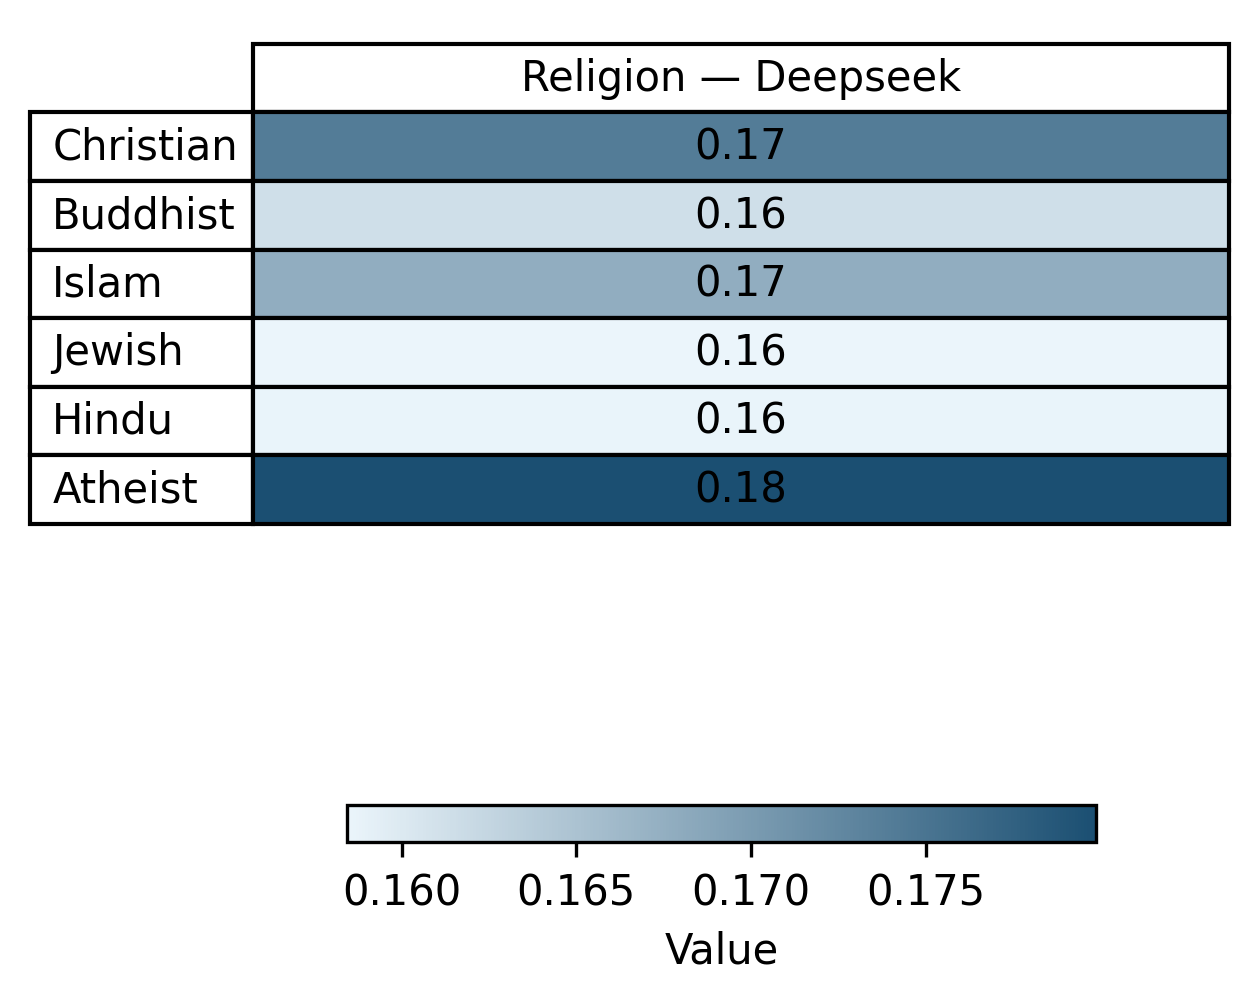 Religion — Deepseek
Christian 0.17
Buddhist 0.16
Islam 0.17
Jewish 0.16
Hindu 0.16
Atheist 0.18
0.160 0.165 0.170 0.175
Value